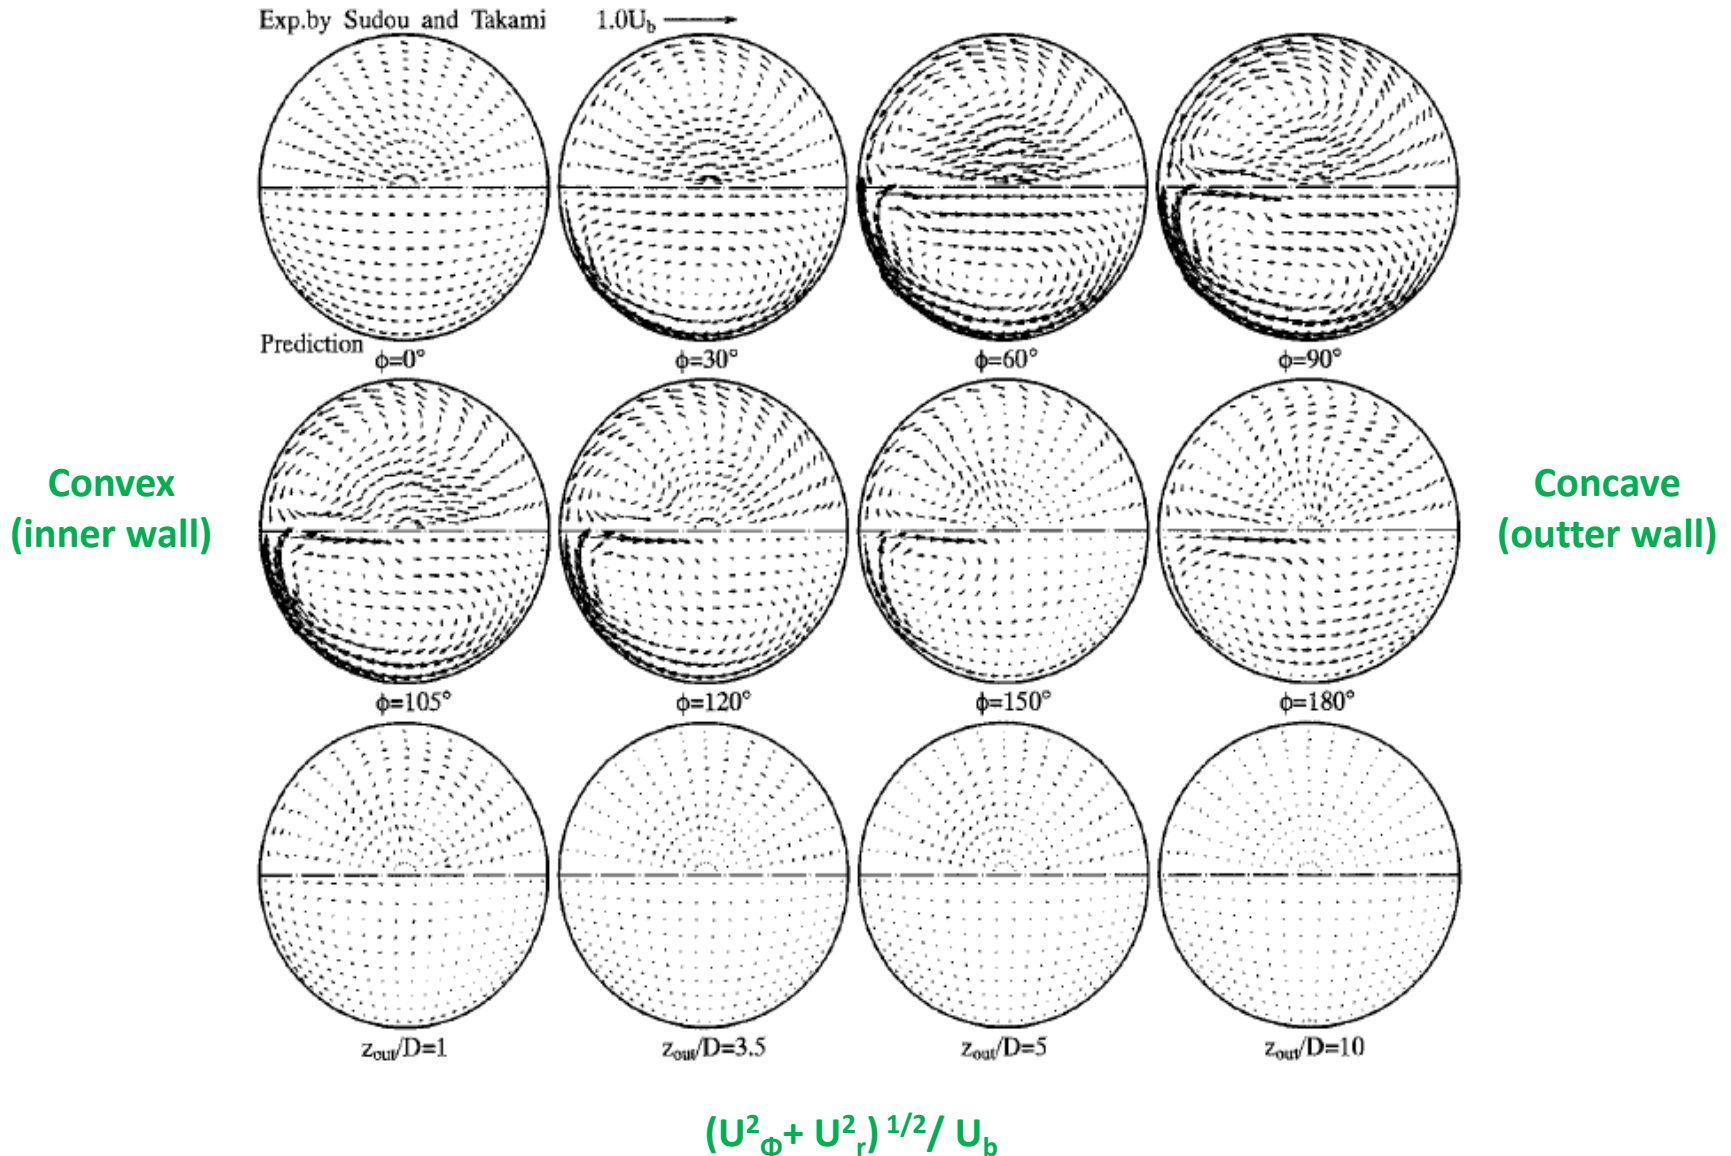 Exp.by Sudou and Takami 1.0U_b
Prediction
ϕ=0° ϕ=30° ϕ=60° ϕ=90°
Convex
(inner wall)
Concave
(outter wall)
ϕ=105° ϕ=120° ϕ=150° ϕ=180°
z_out/D=1 z_out/D=3.5 z_out/D=5 z_out/D=10
(U²_Φ+ U²_r) ^1/2/ U_b